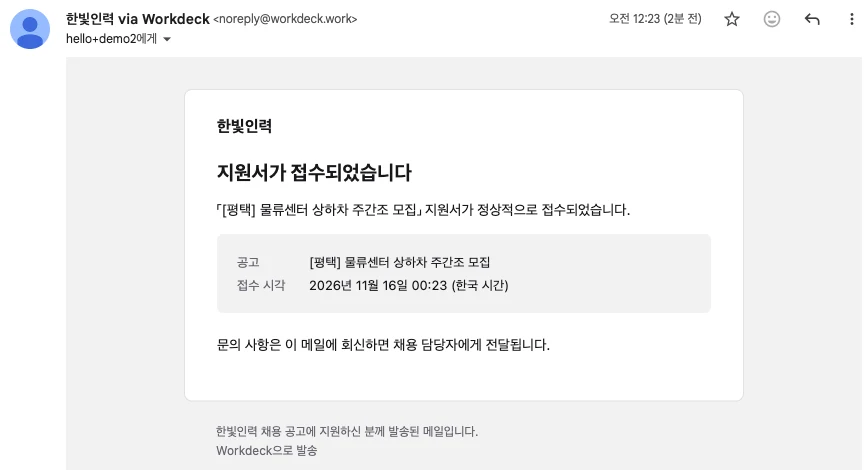 한빛인력 via Workdeck <noreply@workdeck.work>
오전 12:23 (2분 전)
hello+demo2에게
한빛인력
지원서가 접수되었습니다
「[평택] 물류센터 상하차 주간조 모집」 지원서가 정상적으로 접수되었습니다.
공고 [평택] 물류센터 상하차 주간조 모집
접수 시각 2026년 11월 16일 00:23 (한국 시간)
문의 사항은 이 메일에 회신하면 채용 담당자에게 전달됩니다.
한빛인력 채용 공고에 지원하신 분께 발송된 메일입니다.
Workdeck으로 발송